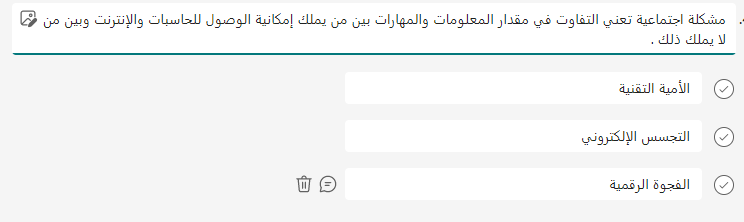 مشكلة اجتماعية تعني التفاوت في مقدار المعلومات والمهارات بين من يملك إمكانية الوصول للحاسبات والإنترنت وبين من
لا يملك ذلك .
الأمية التقنية
التجسس الإلكتروني
الفجوة الرقمية